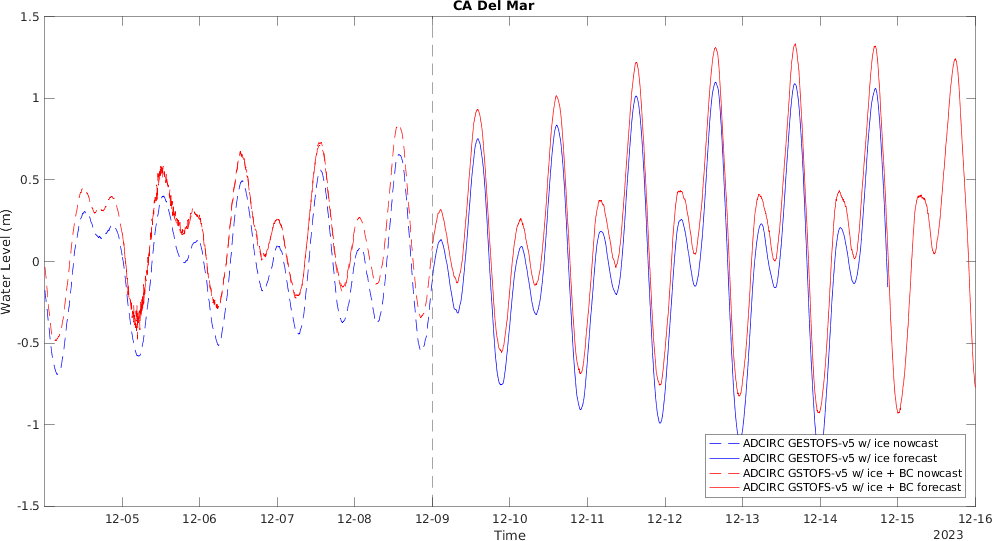 CA Del Mar
1.5
1
0.5
0
-0.5
-1
-1.5
Water Level (m)
12-05 12-06 12-07 12-08 12-09 12-10 12-11 12-12 12-13 12-14 12-15 12-16
Time
2023
ADCIRC GESTOFS-v5 w/ ice nowcast
ADCIRC GESTOFS-v5 w/ ice forecast
ADCIRC GSTOFS-v5 w/ ice + BC nowcast
ADCIRC GSTOFS-v5 w/ ice + BC forecast